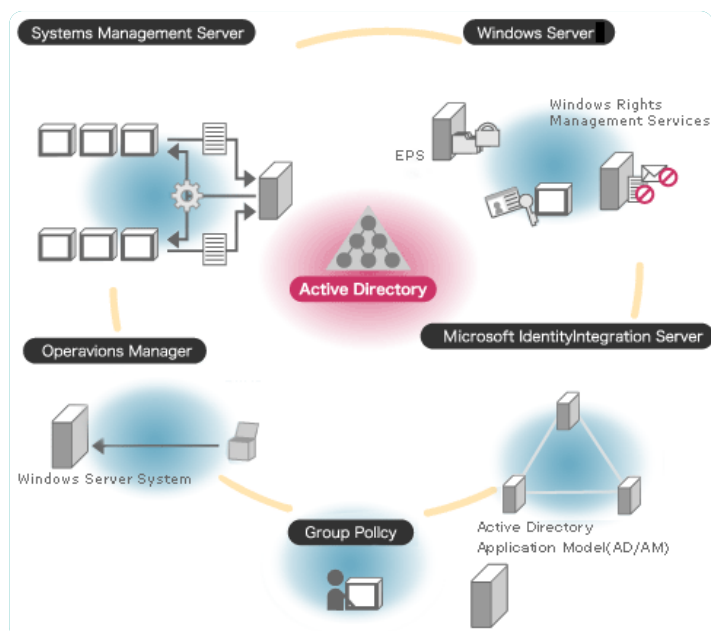 Systems Management Server
Windows Server
Windows Rights
Management Services
EPS
Active Directory
Operavions Manager
Microsoft IdentityIntegration Server
Windows Server System
Group Pollcy
Active Directory
Application Model(AD/AM)